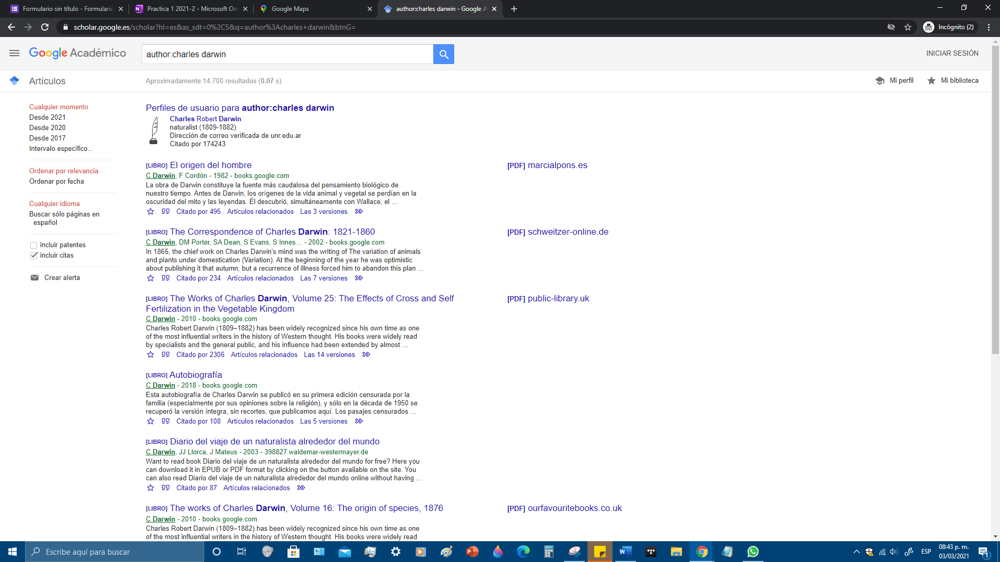 Formulario sin título - Formulario
Practica 1 2021-2 - Microsoft On
Google Maps
author:charles darwin - Google A
scholar.google.es/scholar?hl=es&as_sdt=0%2C5&q=author%3Acharles+darwin&btnG=
Incógnito (2)
Google Académico
author:charles darwin
INICIAR SESIÓN
Artículos
Aproximadamente 14,700 resultados (0.07 s)
Mi perfil
Mi biblioteca
Cualquier momento
Desde 2021
Desde 2020
Desde 2017
Intervalo específico...
Ordenar por relevancia
Ordenar por fecha
Cualquier idioma
Buscar sólo páginas en
español
incluir patentes
incluir citas
Crear alerta
Perfiles de usuario para author:charles darwin
Charles Robert Darwin
naturalist (1809-1882)
Dirección de correo verificada de unr.edu.ar
Citado por 174243
[LIBRO] El origen del hombre
[PDF] marcialpons.es
C Darwin, F Cordón - 1982 - books.google.com
La obra de Darwin constituye la fuente más caudalosa del pensamiento biológico de
nuestro tiempo. Antes de Darwin, los orígenes de la vida animal y vegetal se perdían en la
oscuridad del mito y las leyendas. Él descubrió, simultáneamente con Wallace, el ...
Citado por 495 Artículos relacionados Las 3 versiones
[LIBRO] The Correspondence of Charles Darwin: 1821-1860
[PDF] schweitzer-online.de
C Darwin, DM Porter, SA Dean, S Evans, S Innes... - 2002 - books.google.com
In 1865, the chief work on Charles Darwin's mind was the writing of The variation of animals
and plants under domestication (Variation). At the beginning of the year he was optimistic
about publishing it that autumn, but a recurrence of illness forced him to abandon this plan ...
Citado por 234 Artículos relacionados Las 7 versiones
[LIBRO] The Works of Charles Darwin, Volume 25: The Effects of Cross and Self
Fertilization in the Vegetable Kingdom
[PDF] public-library.uk
C Darwin - 2010 - books.google.com
Charles Robert Darwin (1809–1882) has been widely recognized since his own time as one
of the most influential writers in the history of Western thought. His books were widely read
by specialists and the general public, and his influence had been extended by almost ...
Citado por 2306 Artículos relacionados Las 14 versiones
[LIBRO] Autobiografía
C Darwin - 2018 - books.google.com
Esta autobiografía de Charles Darwin se publicó en su primera edición censurada por la
familia (especialmente por sus opiniones sobre la religión), y sólo en la década de 1950 se
recuperó la versión íntegra, sin recortes, que publicamos aquí. Los pasajes censurados ...
Citado por 108 Artículos relacionados Las 5 versiones
[LIBRO] Diario del viaje de un naturalista alrededor del mundo
C Darwin, JJ Llorca, J Mateus - 2003 - 398827.waldemar-westermayer.de
Want to read book Diario del viaje de un naturalista alrededor del mundo for free? Here you
can download it in EPUB or PDF format by clicking on the button available on the site. You
can also read Diario del viaje de un naturalista alrededor del mundo online without having ...
Citado por 87 Artículos relacionados
[LIBRO] The works of Charles Darwin, Volume 16: The origin of species, 1876
[PDF] ourfavouritebooks.co.uk
C Darwin - 2010 - books.google.com
Charles Robert Darwin (1809–1882) has been widely recognized since his own time as one
of the most influential writers in the history of Western thought. His books were widely read
Escribe aquí para buscar
ESP
08:43 p. m.
03/03/2021
1